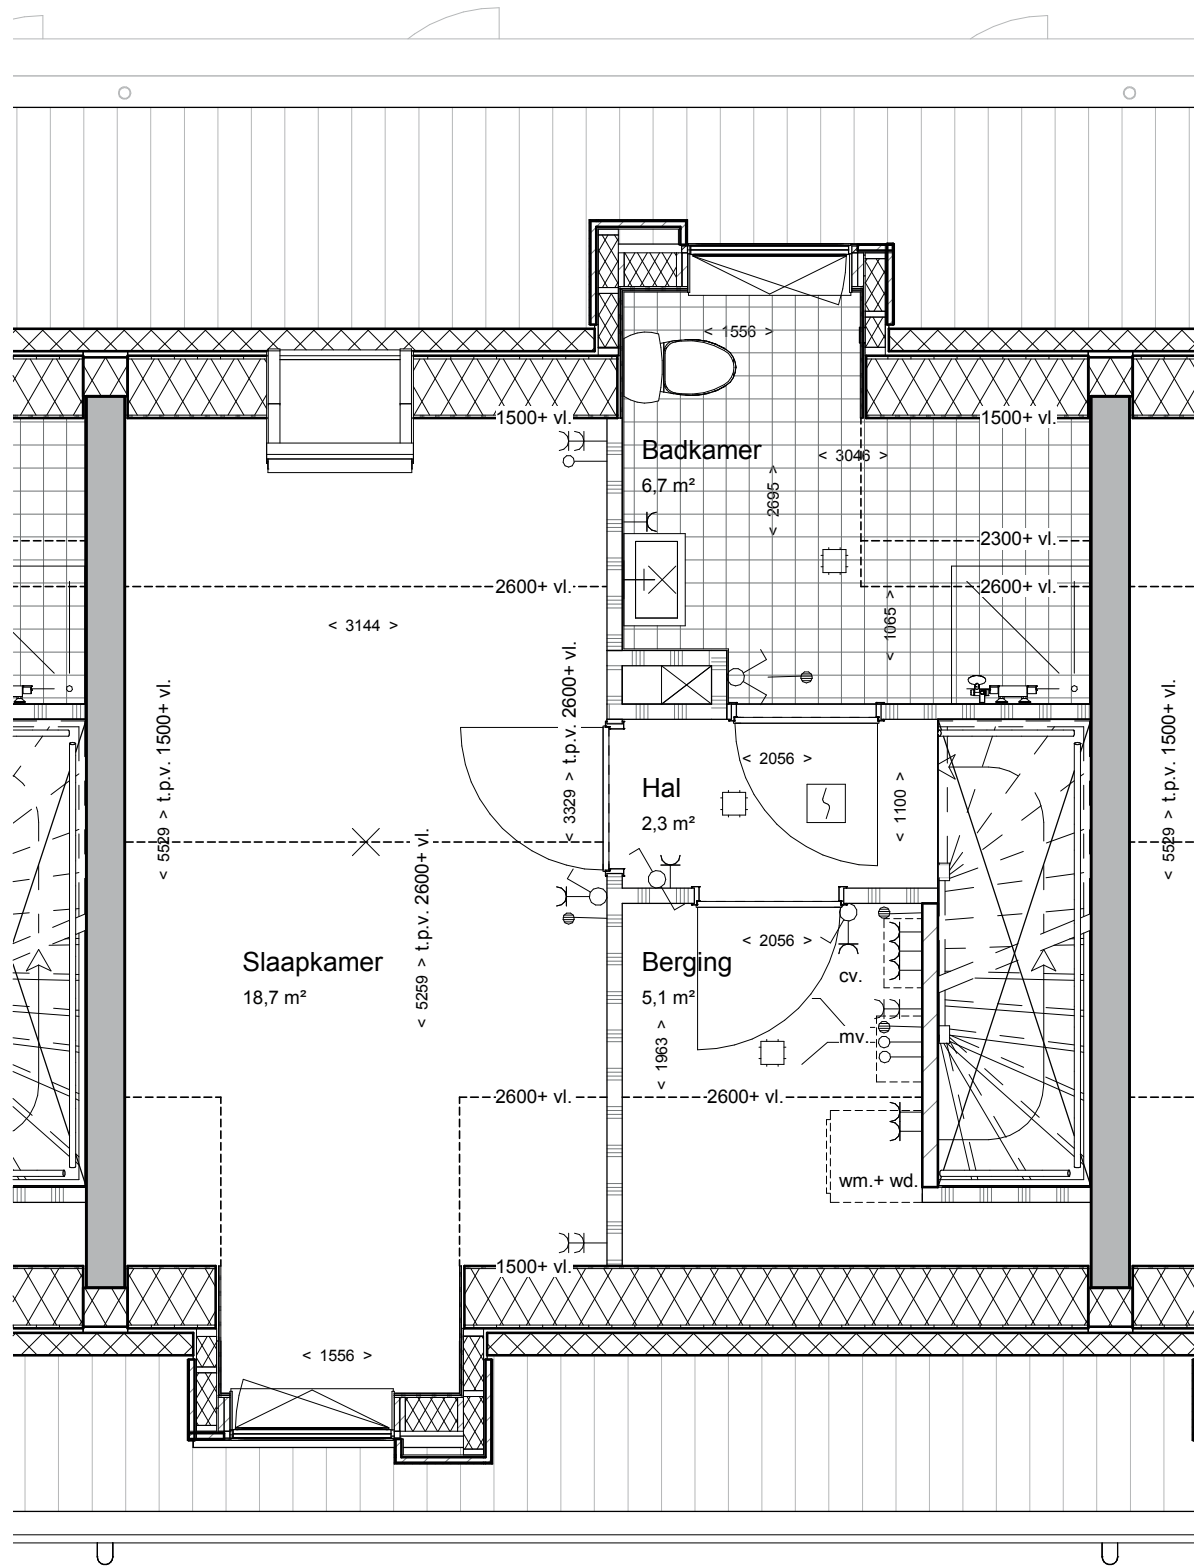 < 1556 >
1500+ vl.
1500+ vl.
Badkamer
6,7 m²
< 3046 >
< 2695 >
2300+ vl.
2600+ vl.
2600+ vl.
< 3144 >
< 1065 >
< 5529 > t.p.v. 1500+ vl.
< 3329 > t.p.v. 2600+ vl.
< 5529 > t.p.v. 1500+ vl.
< 2056 >
Hal
2,3 m²
< 1100 >
< 5259 > t.p.v. 2600+ vl.
< 2056 >
Slaapkamer
18,7 m²
Berging
5,1 m²
cv.
mv.
< 1963 >
2600+ vl.
2600+ vl.
wm.+ wd.
1500+ vl.
< 1556 >